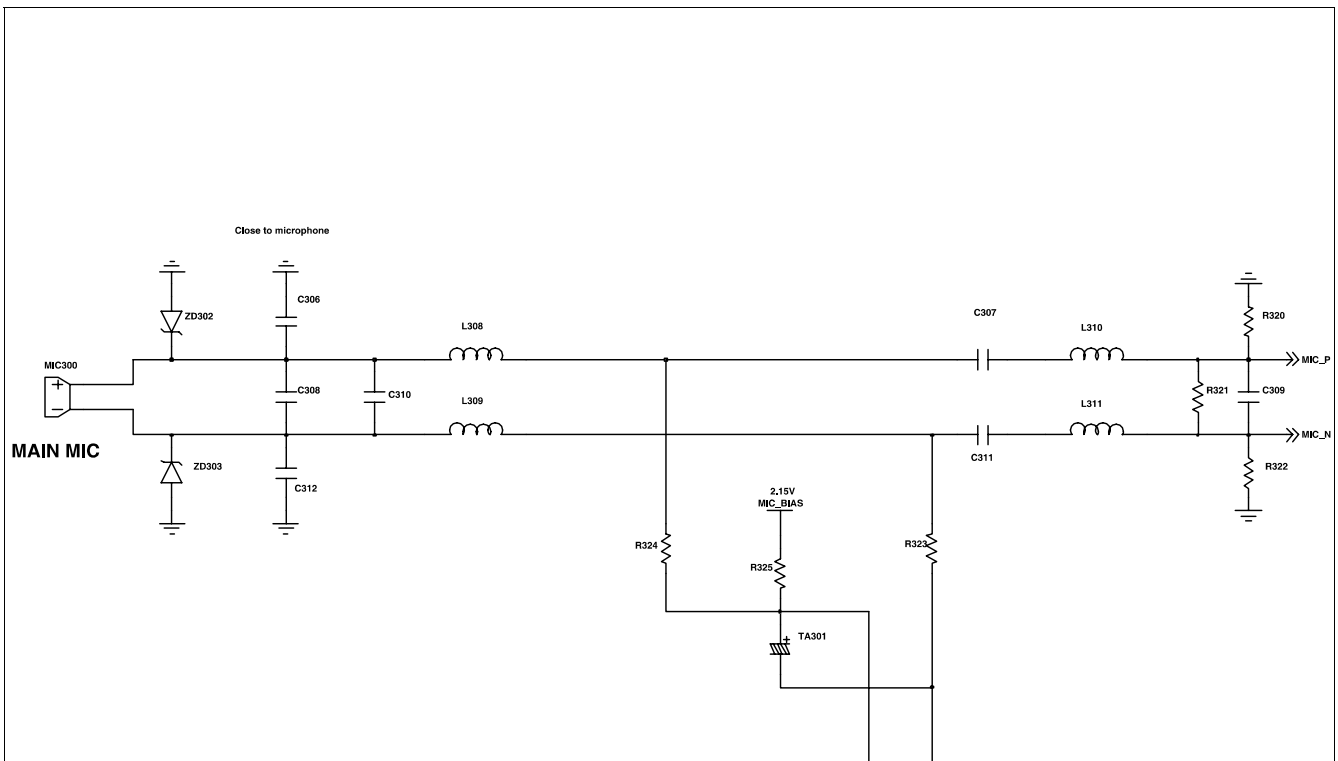 Close to microphone
C306
ZD302
C307
R320
L308
L310
MIC300
MIC_P
+
C308
C310
R321
C309
−
L309
L311
MIC_N
MAIN MIC
ZD303
C311
R322
C312
2.15V
MIC_BIAS
R324
R323
R325
+
TA301